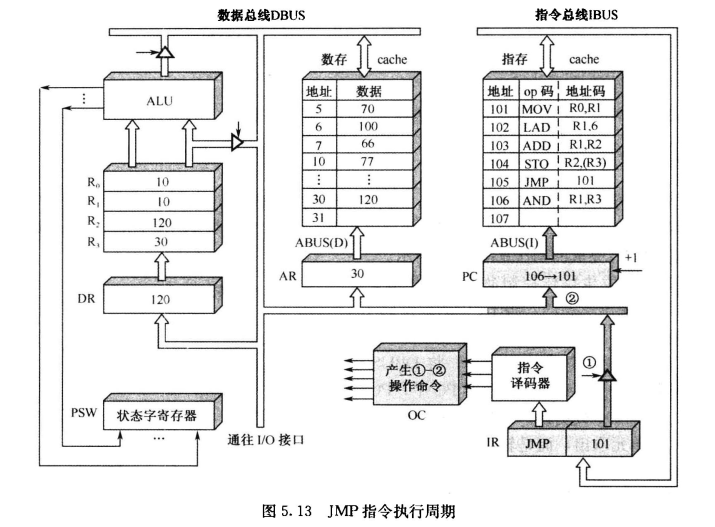 数据总线DBUS
指令总线IBUS
数存 cache
指存 cache
ALU
地址 数据
5 70
6 100
7 66
10 77
⋮ ⋮
30 120
31
地址 op 码 地址码
101 MOV R0,R1
102 LAD R1,6
103 ADD R1,R2
104 STO R2,(R3)
105 JMP 101
106 AND R1,R3
107
R₀ 10
R₁ 10
R₂ 120
R₃ 30
ABUS(D)
ABUS(I)
AR 30
PC 106→101
+1
DR 120
②
①
产生①-②
操作命令
OC
指令
译码器
PSW 状态字寄存器
…
通往 I/O 接口
IR JMP 101
图 5.13 JMP 指令执行周期